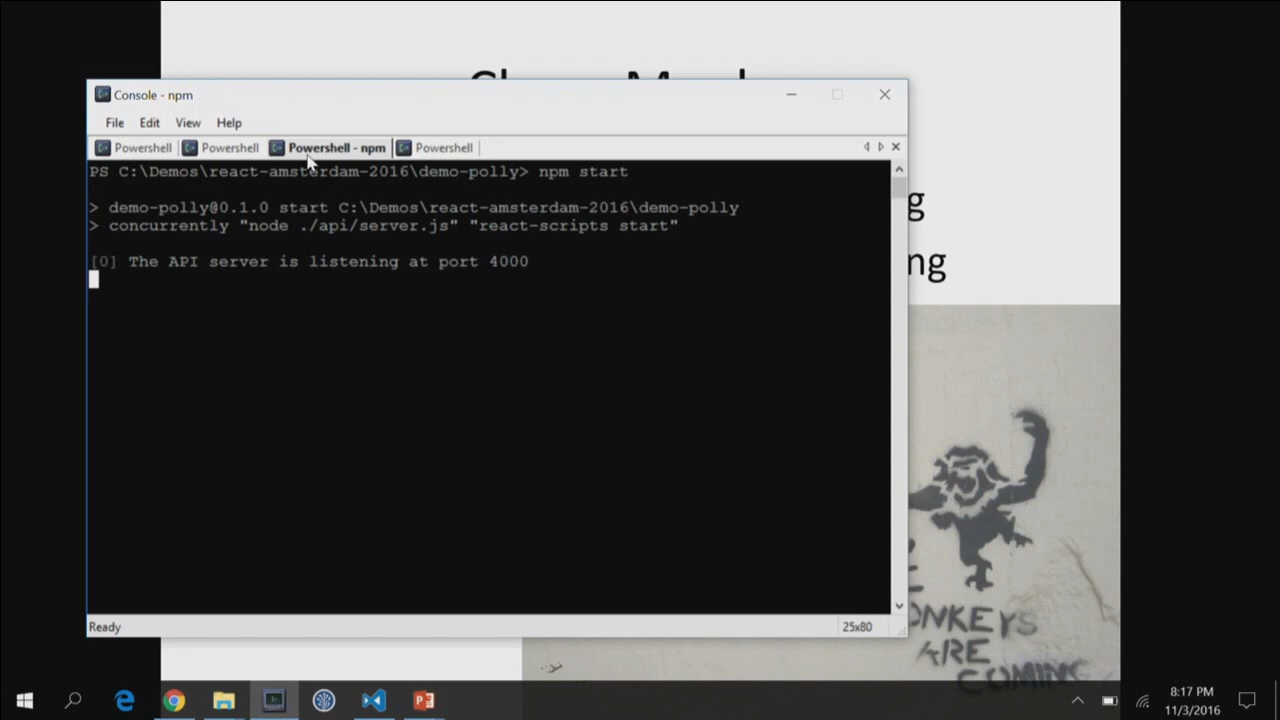 Console - npm
File Edit View Help
Powershell Powershell Powershell - npm Powershell
PS C:\Demos\react-amsterdam-2016\demo-polly> npm start
> demo-polly@0.1.0 start C:\Demos\react-amsterdam-2016\demo-polly
> concurrently "node ./api/server.js" "react-scripts start"
[0] The API server is listening at port 4000
Ready 25x80
g
ng
ONKEYS
ARE
COMING
8:17 PM
11/3/2016